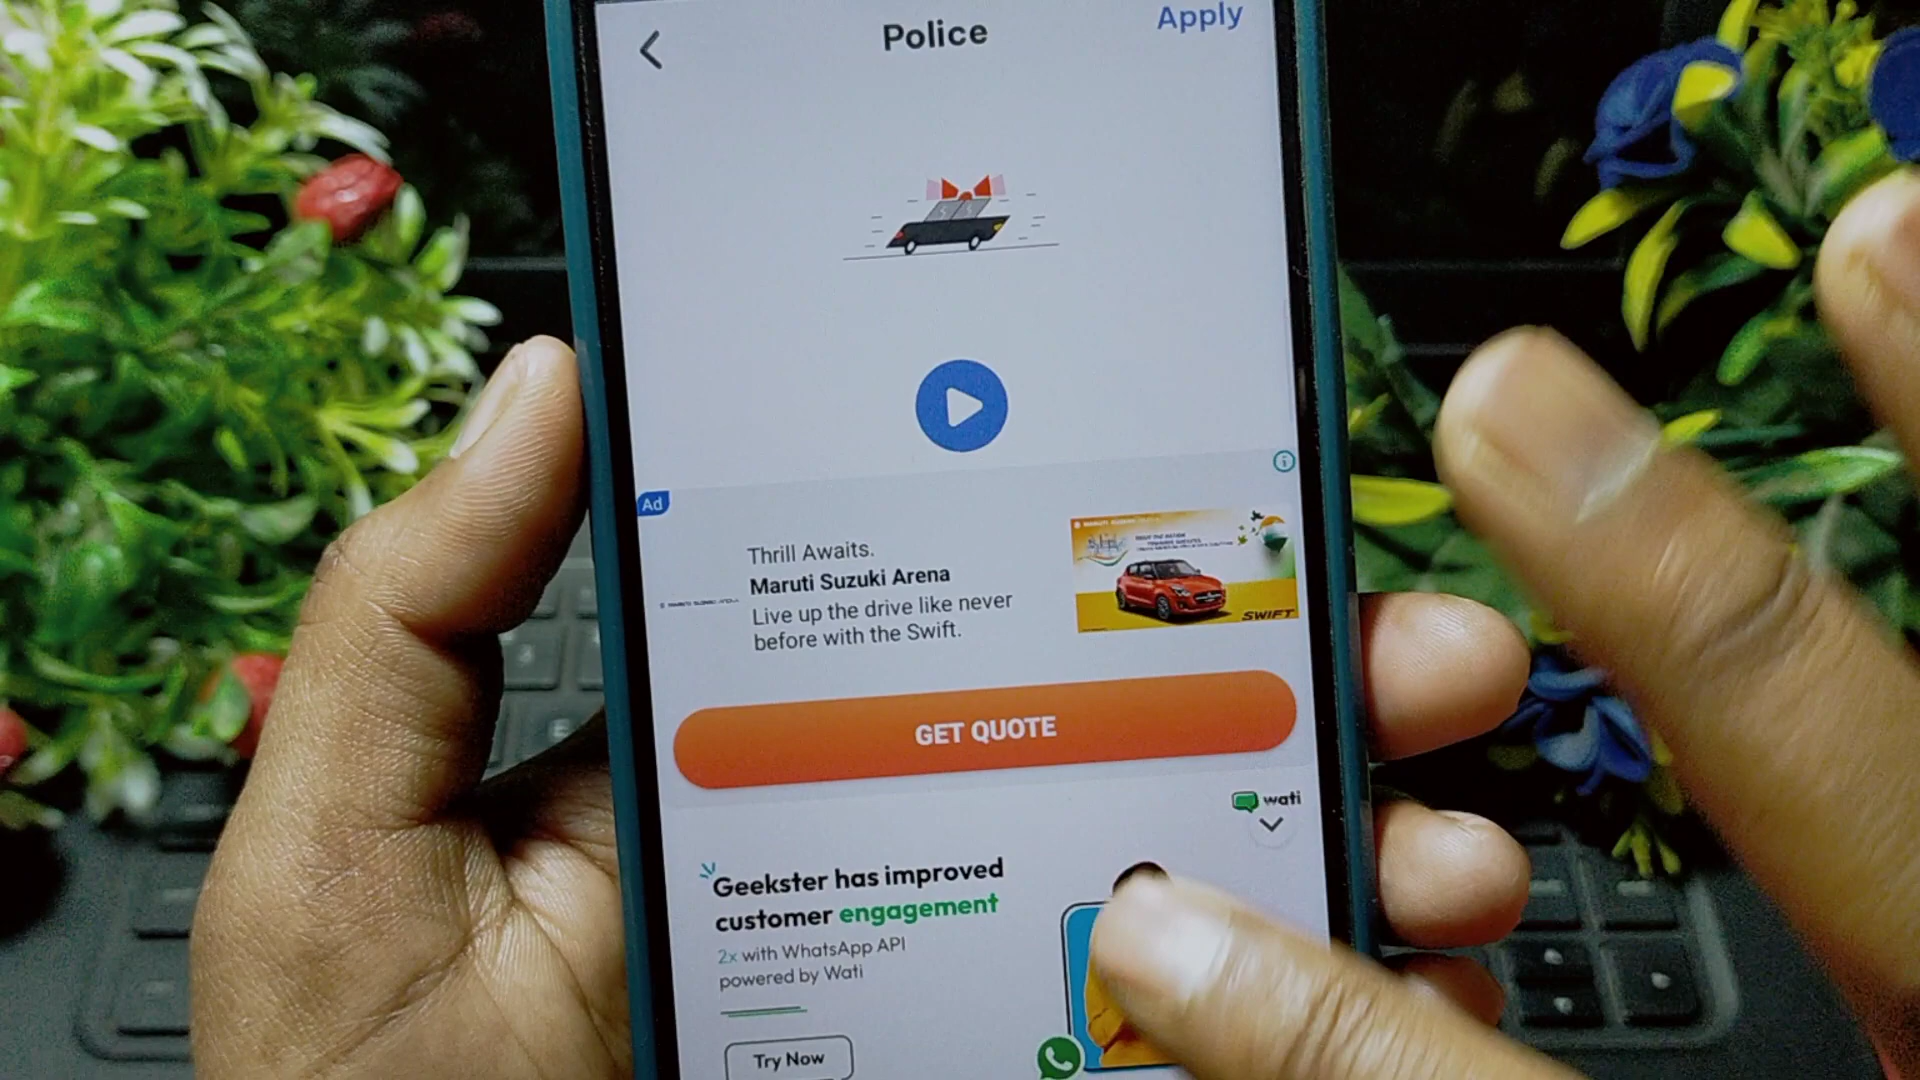 Police
Apply
Ad
Thrill Awaits.
Maruti Suzuki Arena
Live up the drive like never
before with the Swift.
SWIFT
GET QUOTE
wati
Geekster has improved
customer engagement
2x with WhatsApp API
powered by Wati
Try Now